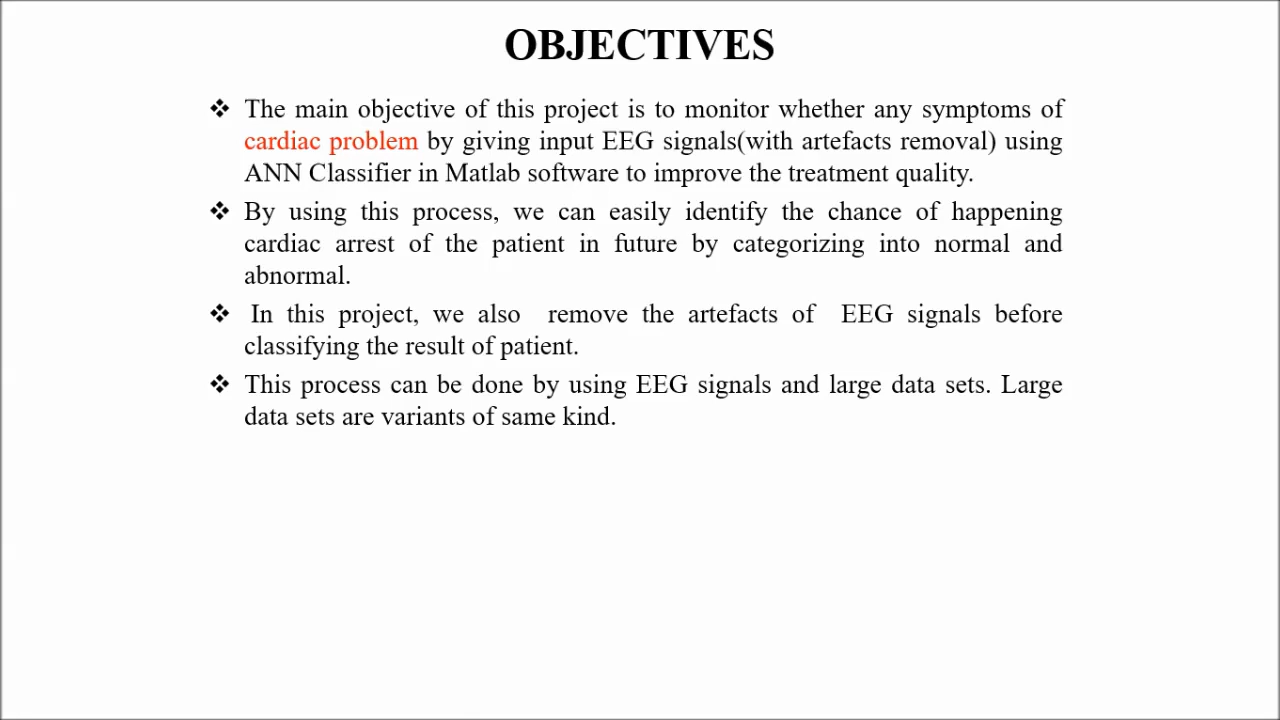 OBJECTIVES
❖ The main objective of this project is to monitor whether any symptoms of
cardiac problem by giving input EEG signals(with artefacts removal) using
ANN Classifier in Matlab software to improve the treatment quality.
❖ By using this process, we can easily identify the chance of happening
cardiac arrest of the patient in future by categorizing into normal and
abnormal.
❖ In this project, we also remove the artefacts of EEG signals before
classifying the result of patient.
❖ This process can be done by using EEG signals and large data sets. Large
data sets are variants of same kind.